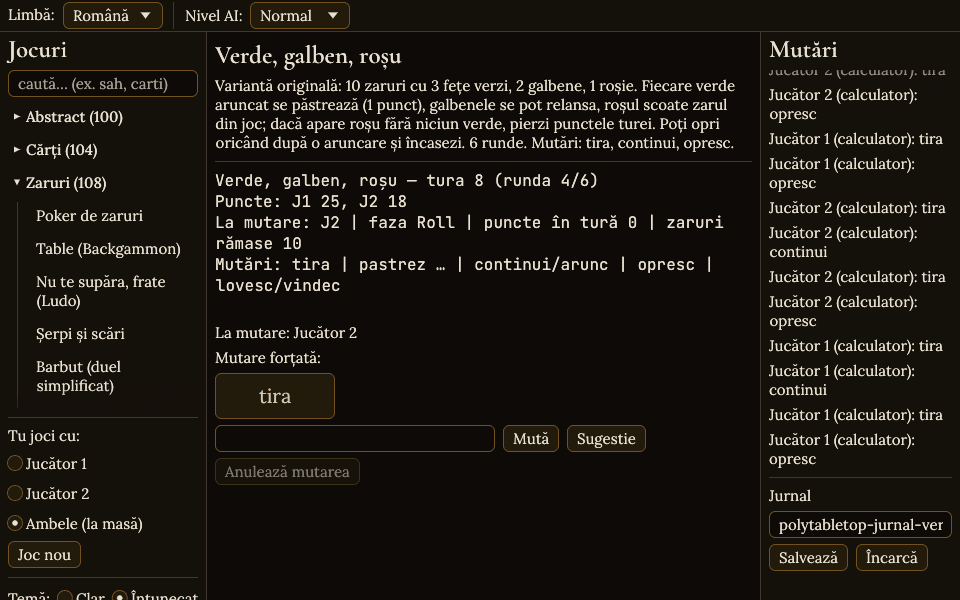 Limbă: Română ▼ Nivel AI: Normal ▼
Jocuri
caută... (ex. sah, carti)
▸ Abstract (100)
▸ Cărți (104)
▾ Zaruri (108)
Poker de zaruri
Table (Backgammon)
Nu te supăra, frate
(Ludo)
Șerpi și scări
Barbut (duel
simplificat)
Tu joci cu:
Jucător 1
Jucător 2
Ambele (la masă)
Joc nou
Temă: Clar Întunecat
Verde, galben, roșu
Variantă originală: 10 zaruri cu 3 fețe verzi, 2 galbene, 1 roșie. Fiecare verde
aruncat se păstrează (1 punct), galbenele se pot relansa, roșul scoate zarul
din joc; dacă apare roșu fără niciun verde, pierzi punctele turei. Poți opri
oricând după o aruncare și încasezi. 6 runde. Mutări: tira, continui, opresc.
Verde, galben, roșu — tura 8 (runda 4/6)
Puncte: J1 25, J2 18
La mutare: J2 | faza Roll | puncte în tură 0 | zaruri
rămase 10
Mutări: tira | pastrez … | continui/arunc | opresc |
lovesc/vindec
La mutare: Jucător 2
Mutare forțată:
tira
Mută Sugestie
Anulează mutarea
Mutări
Jucător 2 (calculator): tira
Jucător 2 (calculator):
opresc
Jucător 1 (calculator): tira
Jucător 1 (calculator):
opresc
Jucător 2 (calculator): tira
Jucător 2 (calculator):
continui
Jucător 2 (calculator): tira
Jucător 2 (calculator):
opresc
Jucător 1 (calculator): tira
Jucător 1 (calculator):
continui
Jucător 1 (calculator): tira
Jucător 1 (calculator):
opresc
Jurnal
polytabletop-jurnal-ver
Salvează Încarcă